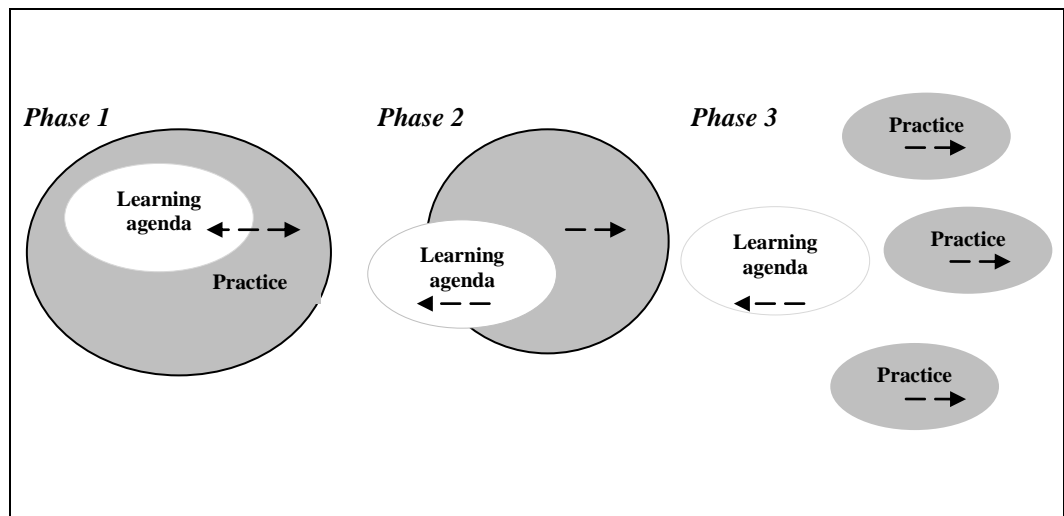 Phase 1
Learning
agenda
Practice
Phase 2
Learning
agenda
Phase 3
Learning
agenda
Practice
Practice
Practice